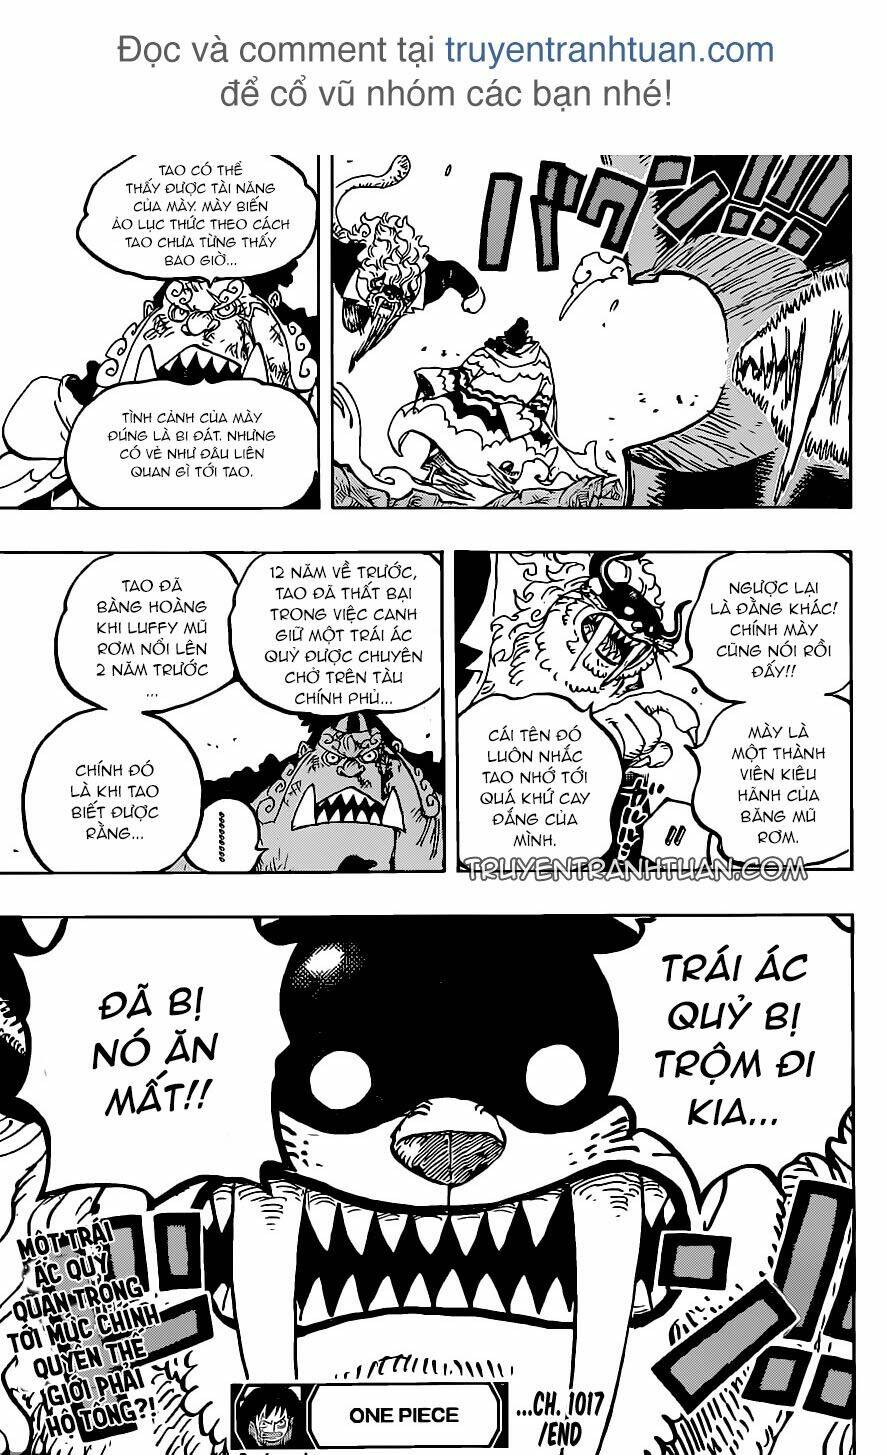 Đọc và comment tại truyentranhtuan.com
để cổ vũ nhóm các bạn nhé!
TAO CÓ THỂ
THẤY ĐƯỢC TÀI NĂNG
CỦA MÀY. MÀY BIẾN
ẢO LỤC THỨC THEO CÁCH
TAO CHƯA TỪNG THẤY
BAO GIỜ...
TÌNH CẢNH CỦA MÀY
ĐÚNG LÀ BI ĐÁT. NHƯNG
CÓ VẺ NHƯ ĐÂU LIÊN
QUAN GÌ TỚI TAO.
NGƯỢC LẠI
LÀ ĐẰNG KHÁC!
CHÍNH MÀY
CŨNG NÓI RỒI
ĐẤY!!
MÀY LÀ
MỘT THÀNH
VIÊN KIÊU
HÃNH CỦA
BĂNG MŨ
RƠM.
CÁI TÊN ĐÓ
LUÔN NHẮC
TAO NHỚ TỚI
QUÁ KHỨ CAY
ĐẮNG CỦA
MÌNH.
!!
12 NĂM VỀ TRƯỚC,
TAO ĐÃ THẤT BẠI
TRONG VIỆC CANH
GIỮ MỘT TRÁI ÁC
QUỶ ĐƯỢC CHUYÊN
CHỞ TRÊN TÀU
CHÍNH PHỦ...
TAO ĐÃ
BÀNG HOÀNG
KHI LUFFY MŨ
RƠM NỔI LÊN
2 NĂM TRƯỚC
...
CHÍNH ĐÓ
LÀ KHI TAO
BIẾT ĐƯỢC
RẰNG...
TRUYENTRANHTUAN.COM
TRÁI ÁC
QUỶ BỊ
TRỘM ĐI
KIA...
ĐÃ BỊ
NÓ ĂN
MẤT!!
MỘT TRÁI
ÁC QUỶ
QUAN TRỌNG
TỚI MỨC CHÍNH
QUYỀN THẾ
GIỚI PHẢI
HỘ TỐNG?!
ONE PIECE
...CH. 1017
/END